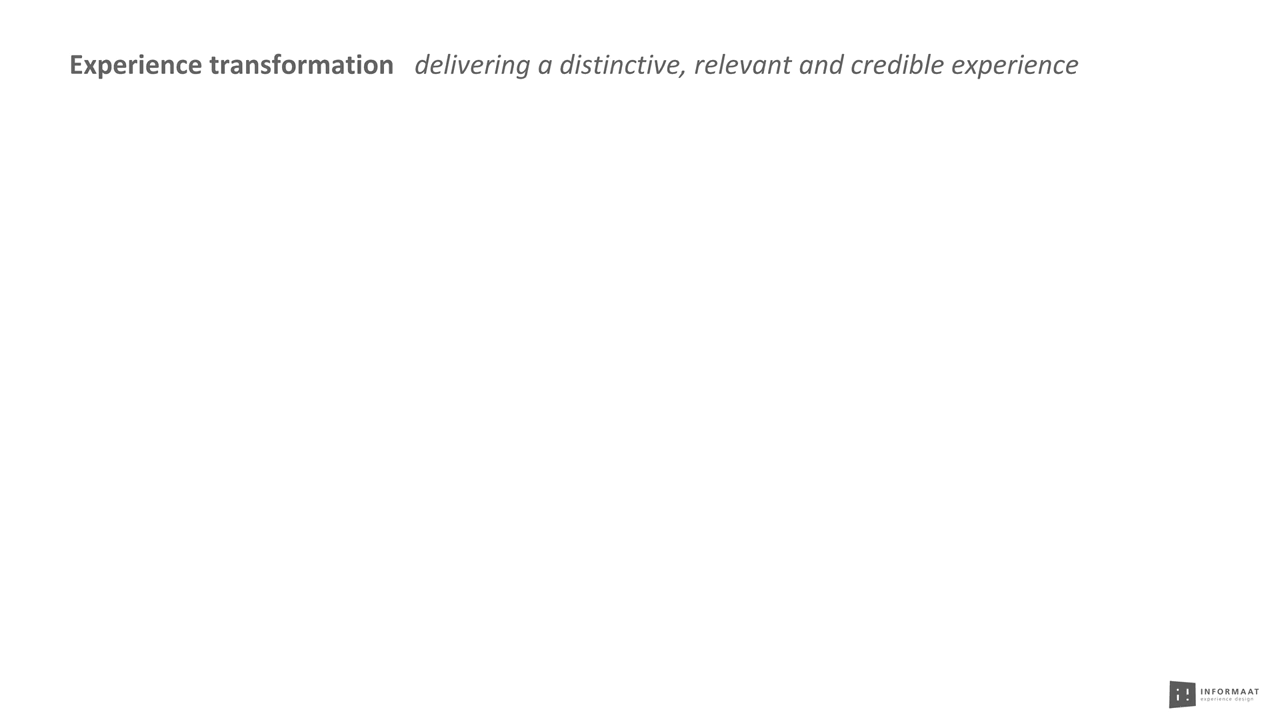 Experience transformation delivering a distinctive, relevant and credible experience
i!
INFORMAAT
experience design